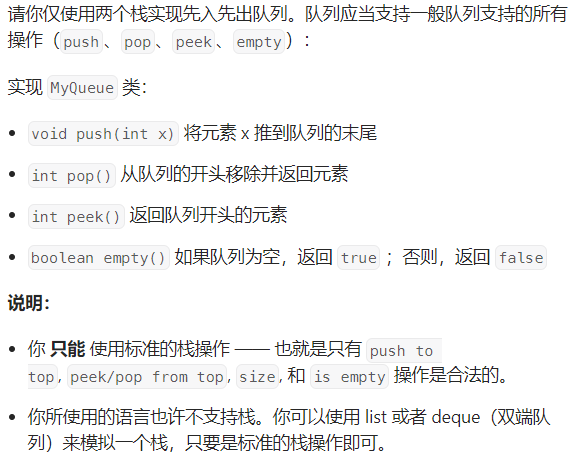 请你仅使用两个栈实现先入先出队列。队列应当支持一般队列支持的所有
操作（push、pop、peek、empty）：
实现 MyQueue 类：
• void push(int x) 将元素 x 推到队列的末尾
• int pop() 从队列的开头移除并返回元素
• int peek() 返回队列开头的元素
• boolean empty() 如果队列为空，返回 true ；否则，返回 false
说明：
• 你 只能 使用标准的栈操作 —— 也就是只有 push to
top, peek/pop from top, size, 和 is empty 操作是合法的。
• 你所使用的语言也许不支持栈。你可以使用 list 或者 deque（双端队
列）来模拟一个栈，只要是标准的栈操作即可。